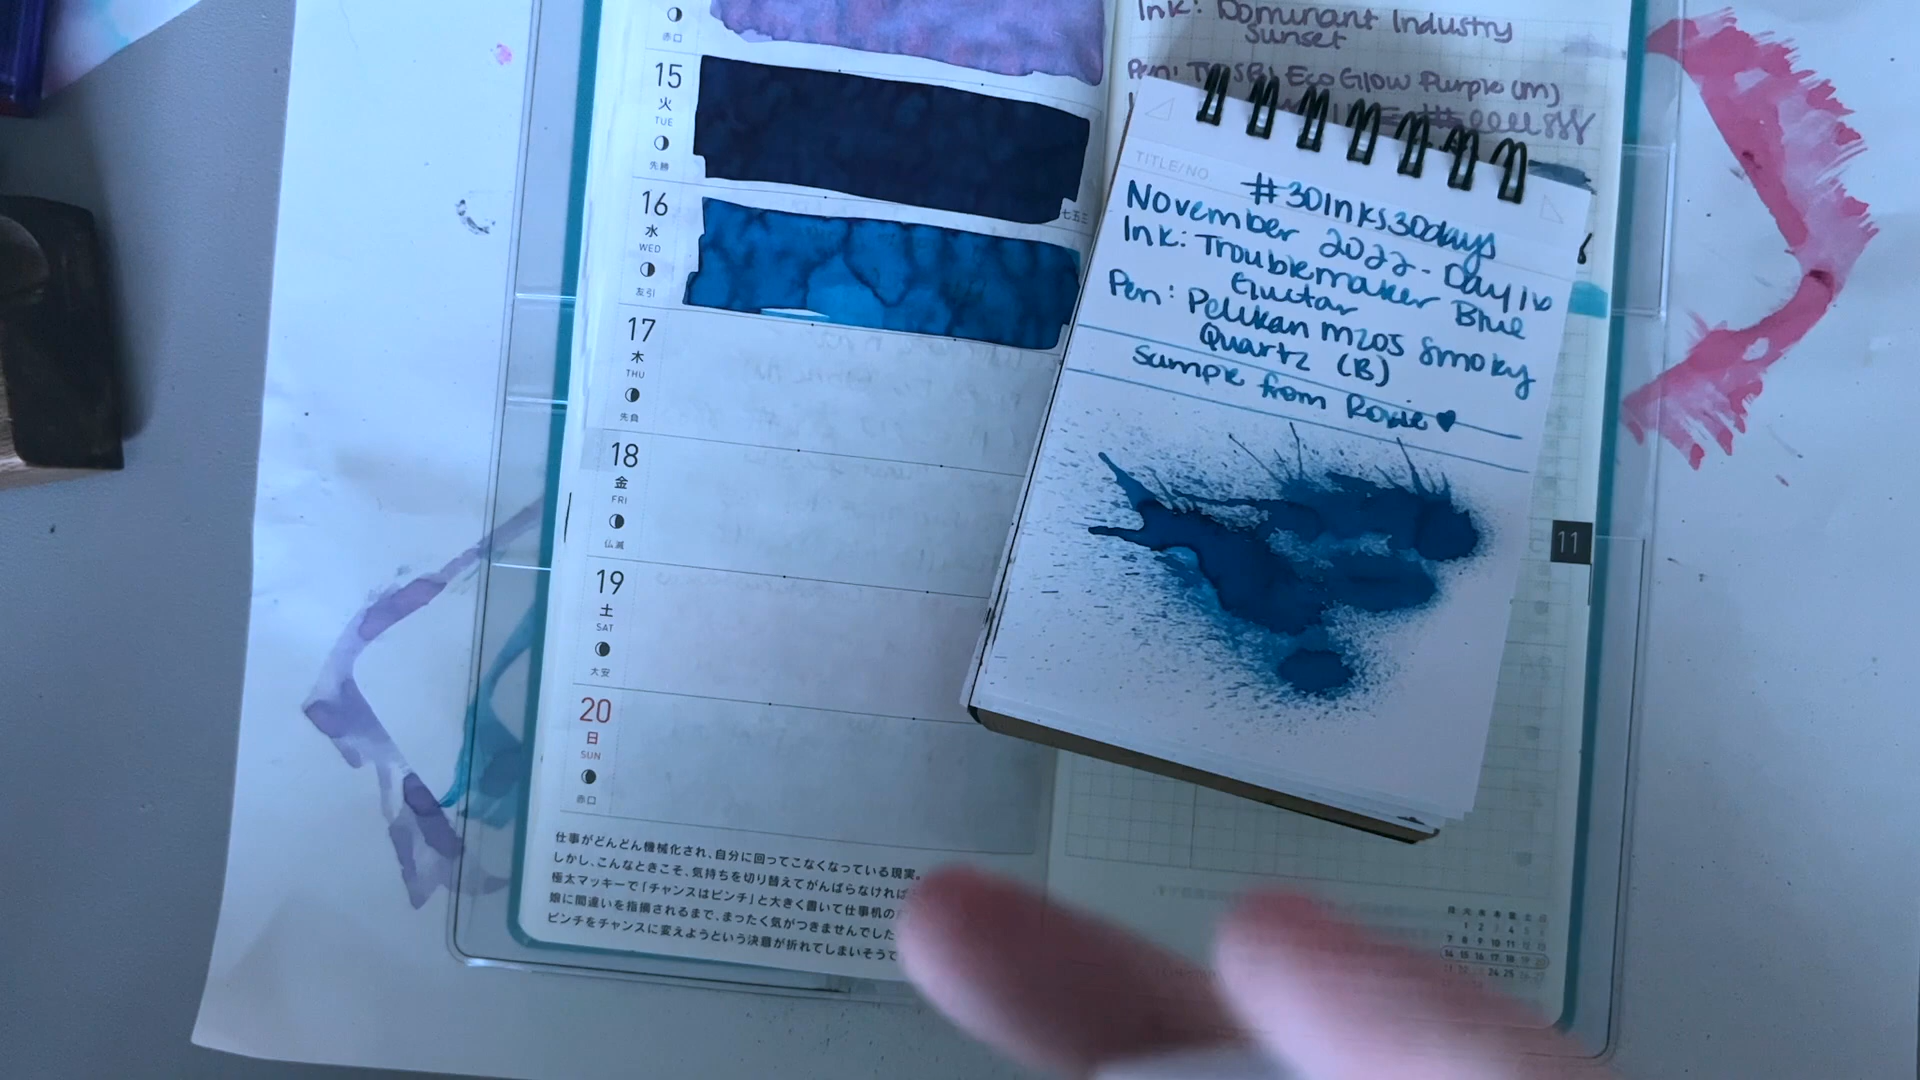 赤口
15
火
TUE
先勝
七五三
16
水
WED
友引
17
木
THU
先負
18
金
FRI
仏滅
19
土
SAT
大安
20
日
SUN
赤口
仕事がどんどん機械化され、自分に回ってこなくなっている現実。
しかし、こんなときこそ、気持ちを切り替えてがんばらなければ
極太マッキーで「チャンスはピンチ」と大きく書いて仕事机の
娘に間違いを指摘されるまで、まったく気がつきませんでした
ピンチをチャンスに変えようという決意が折れてしまいそうで
Ink: Dominant Industry
Sunset
Pen: TWSBI Eco Glow Purple (M)
TITLE/NO
#30Inks30days
November 2022 - Day 16
Ink: Troublemaker Blue
Guitar
Pen: Pelikan M205 Smoky
Quartz (B)
Sample from Roxie ♥
11